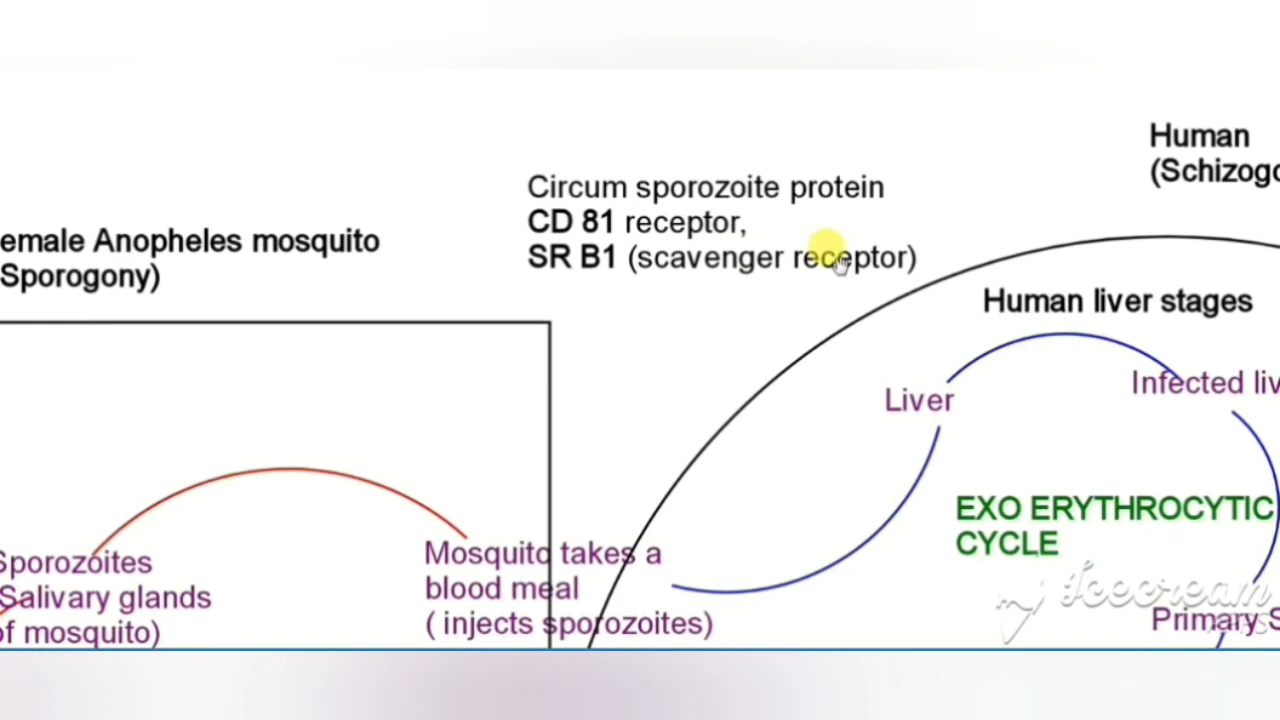 Human
(Schizogo
Circum sporozoite protein
CD 81 receptor,
SR B1 (scavenger receptor)
emale Anopheles mosquito
Sporogony)
Human liver stages
Liver
Infected liv
EXO ERYTHROCYTIC
CYCLE
Sporozoites
Salivary glands
of mosquito)
Mosquito takes a
blood meal
( injects sporozoites)
Icecream
Primary S